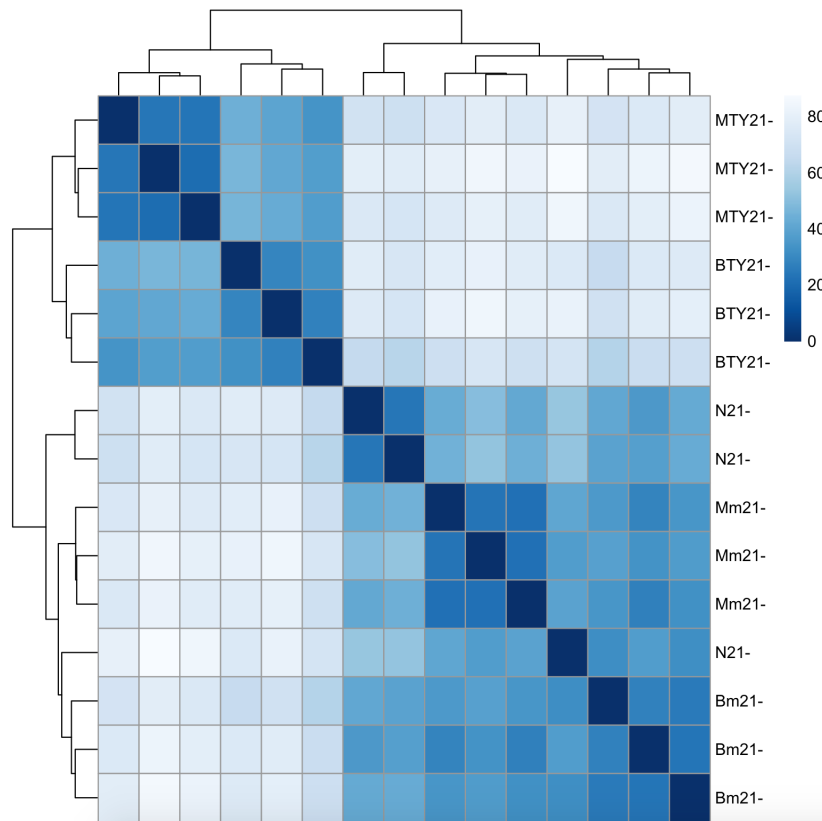 MTY21-
MTY21-
MTY21-
BTY21-
BTY21-
BTY21-
N21-
N21-
Mm21-
Mm21-
Mm21-
N21-
Bm21-
Bm21-
Bm21-
80
60
40
20
0